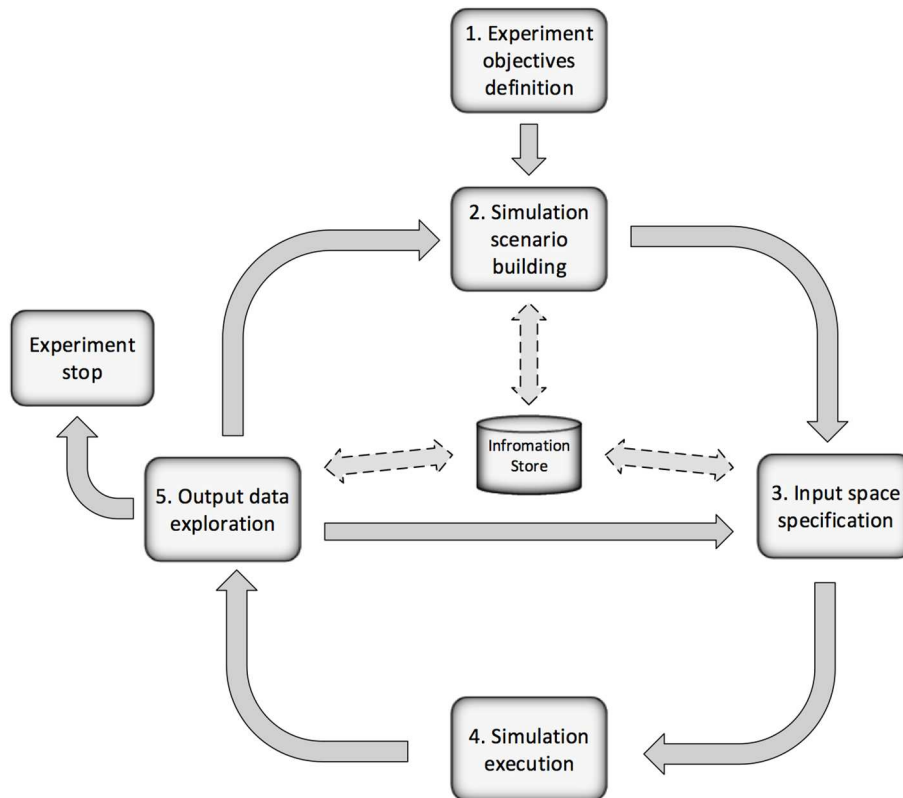 1. Experiment
objectives
definition
2. Simulation
scenario
building
Experiment
stop
Infromation
Store
5. Output data
exploration
3. Input space
specification
4. Simulation
execution